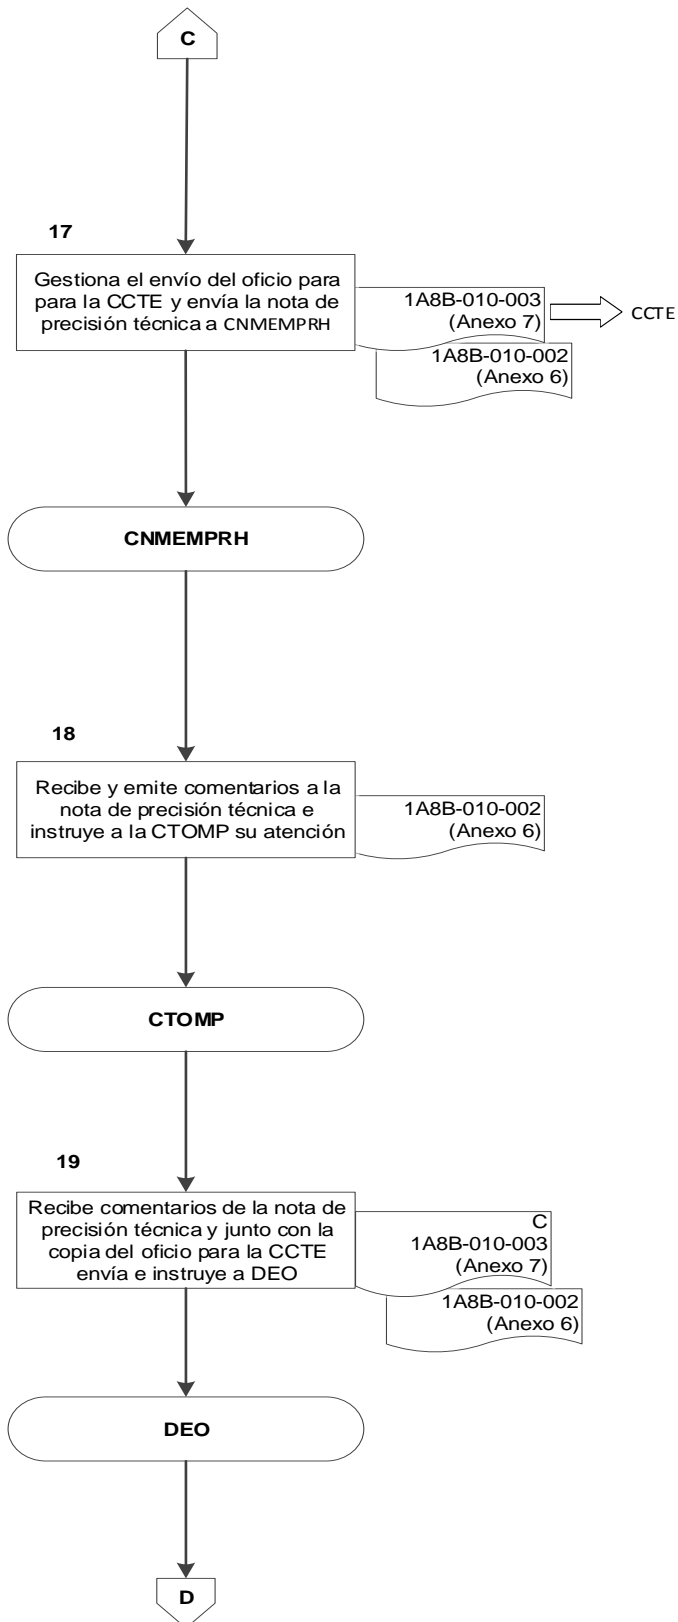 C
17
Gestiona el envío del oficio para
para la CCTE y envía la nota de
precisión técnica a CNMEMPRH
1A8B-010-003
(Anexo 7)
CCTE
1A8B-010-002
(Anexo 6)
CNMEMPRH
18
Recibe y emite comentarios a la
nota de precisión técnica e
instruye a la CTOMP su atención
1A8B-010-002
(Anexo 6)
CTOMP
19
Recibe comentarios de la nota de
precisión técnica y junto con la
copia del oficio para la CCTE
envía e instruye a DEO
C
1A8B-010-003
(Anexo 7)
1A8B-010-002
(Anexo 6)
DEO
D